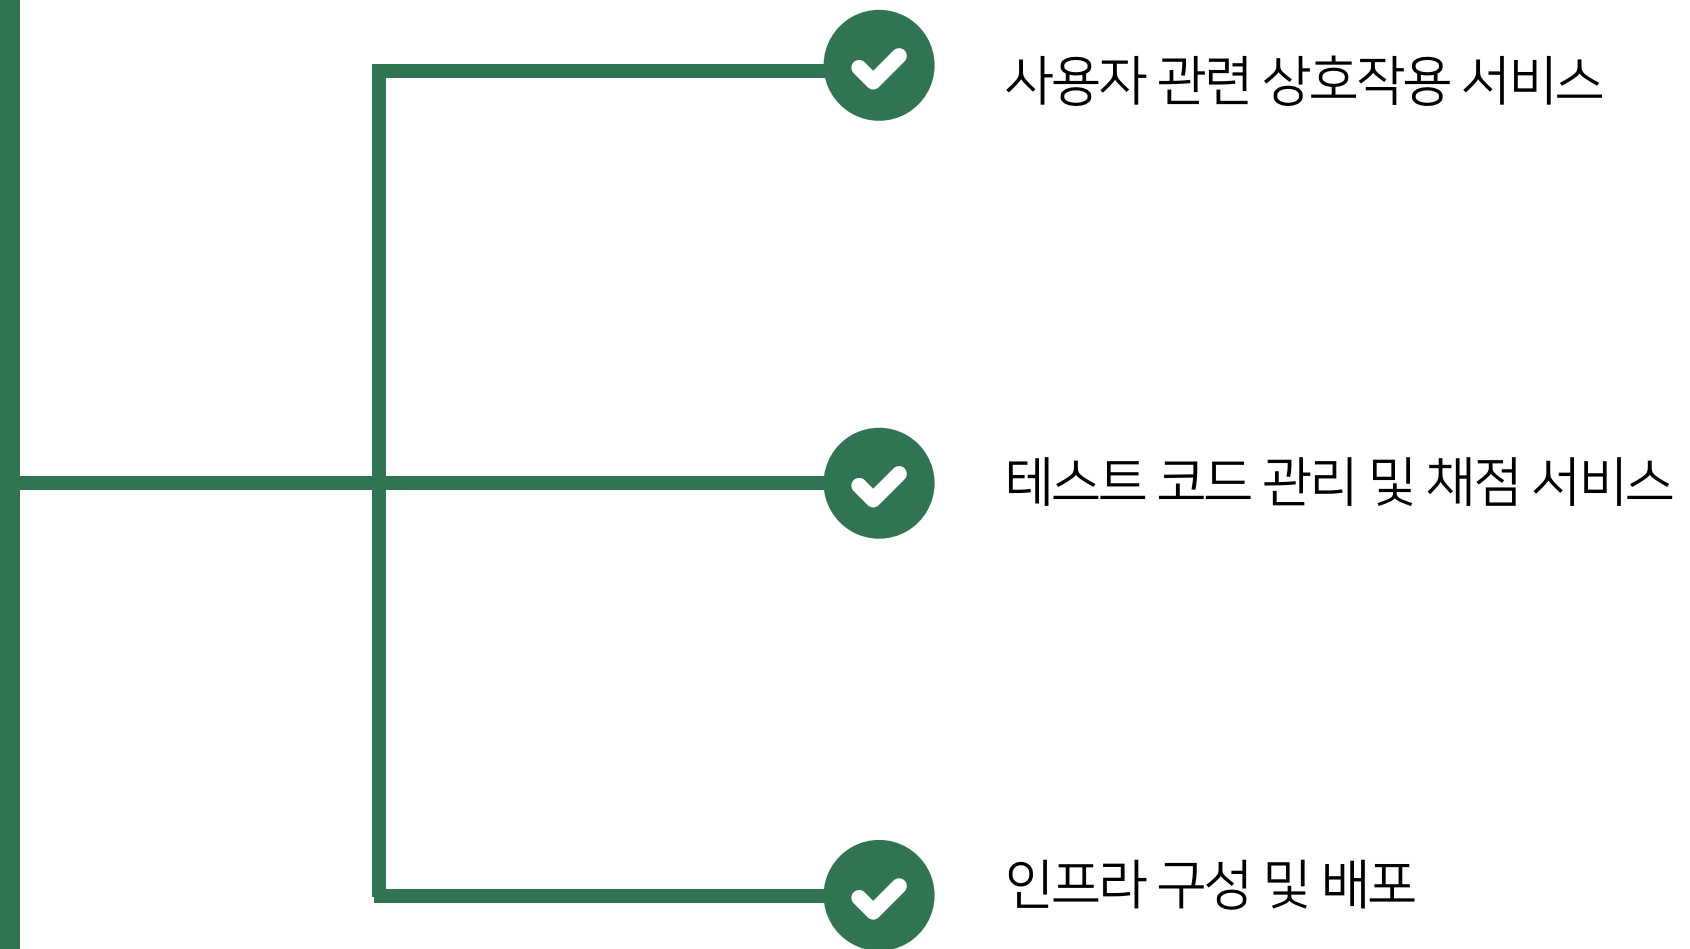 사용자 관련 상호작용 서비스
테스트 코드 관리 및 채점 서비스
인프라 구성 및 배포